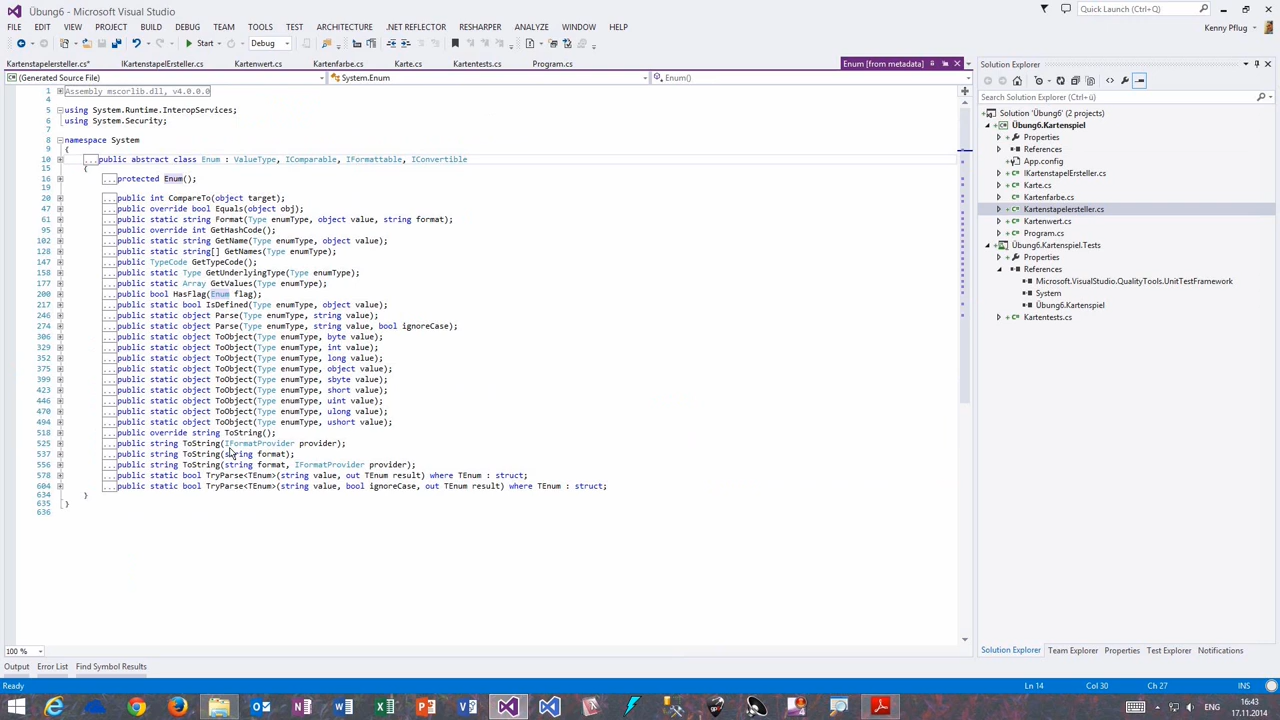 Übung6 - Microsoft Visual Studio
Quick Launch (Ctrl+Q)
FILE EDIT VIEW PROJECT BUILD DEBUG TEAM TOOLS TEST ARCHITECTURE .NET REFLECTOR RESHARPER ANALYZE WINDOW HELP
Kenny Pflug
Start Debug
Kartenstapelersteller.cs* IKartenstapelErsteller.cs Kartenwert.cs Kartenfarbe.cs Karte.cs Kartentests.cs Program.cs Enum [from metadata]
(Generated Source File) System.Enum Enum()
1 Assembly mscorlib.dll, v4.0.0.0
4
5 using System.Runtime.InteropServices;
6 using System.Security;
7
8 namespace System
9 {
10 ...public abstract class Enum : ValueType, IComparable, IFormattable, IConvertible
15 {
16 ...protected Enum();
19
20 ...public int CompareTo(object target);
47 ...public override bool Equals(object obj);
61 ...public static string Format(Type enumType, object value, string format);
95 ...public override int GetHashCode();
102 ...public static string GetName(Type enumType, object value);
128 ...public static string[] GetNames(Type enumType);
147 ...public TypeCode GetTypeCode();
158 ...public static Type GetUnderlyingType(Type enumType);
177 ...public static Array GetValues(Type enumType);
200 ...public bool HasFlag(Enum flag);
217 ...public static bool IsDefined(Type enumType, object value);
246 ...public static object Parse(Type enumType, string value);
274 ...public static object Parse(Type enumType, string value, bool ignoreCase);
306 ...public static object ToObject(Type enumType, byte value);
329 ...public static object ToObject(Type enumType, int value);
352 ...public static object ToObject(Type enumType, long value);
375 ...public static object ToObject(Type enumType, object value);
399 ...public static object ToObject(Type enumType, sbyte value);
423 ...public static object ToObject(Type enumType, short value);
446 ...public static object ToObject(Type enumType, uint value);
470 ...public static object ToObject(Type enumType, ulong value);
494 ...public static object ToObject(Type enumType, ushort value);
518 ...public override string ToString();
525 ...public string ToString(IFormatProvider provider);
537 ...public string ToString(string format);
556 ...public string ToString(string format, IFormatProvider provider);
578 ...public static bool TryParse<TEnum>(string value, out TEnum result) where TEnum : struct;
604 ...public static bool TryParse<TEnum>(string value, bool ignoreCase, out TEnum result) where TEnum : struct;
634 }
635 }
636
100 %
Output Error List Find Symbol Results
Solution Explorer
Search Solution Explorer (Ctrl+ü)
Solution 'Übung6' (2 projects)
Übung6.Kartenspiel
Properties
References
App.config
IKartenstapelErsteller.cs
Karte.cs
Kartenfarbe.cs
Kartenstapelersteller.cs
Kartenwert.cs
Program.cs
Übung6.Kartenspiel.Tests
Properties
References
Microsoft.VisualStudio.QualityTools.UnitTestFramework
System
Übung6.Kartenspiel
Kartentests.cs
Solution Explorer Team Explorer Properties Test Explorer Notifications
Ready Ln 14 Col 30 Ch 27 INS
ENG 16:43
17.11.2014